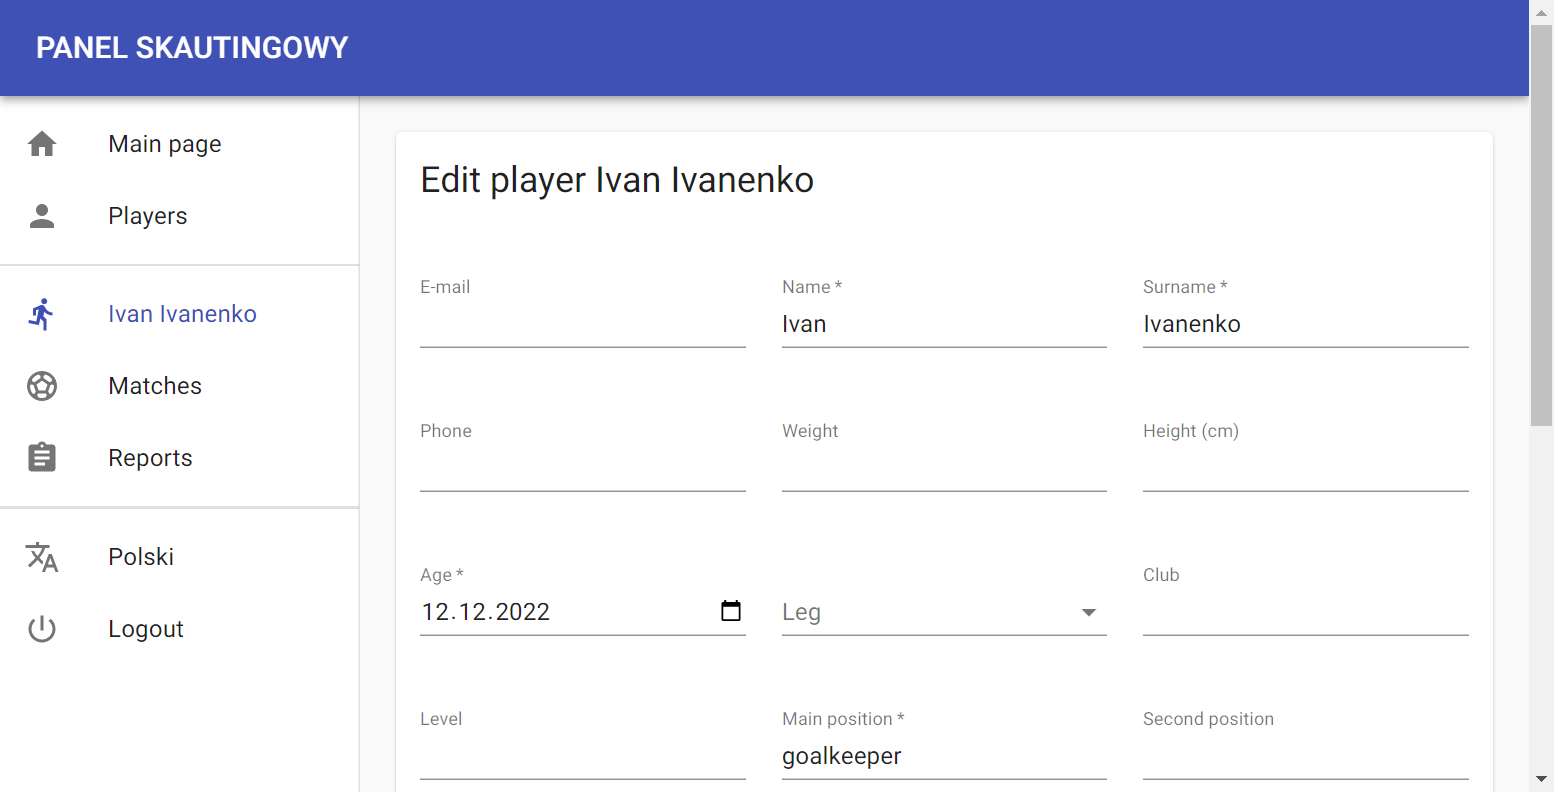 PANEL SKAUTINGOWY
Main page
Players
Ivan Ivanenko
Matches
Reports
Polski
Logout
Edit player Ivan Ivanenko
E-mail
Name *
Surname *
Ivan
Ivanenko
Phone
Weight
Height (cm)
Age *
Club
12.12.2022
Leg
Level
Main position *
Second position
goalkeeper